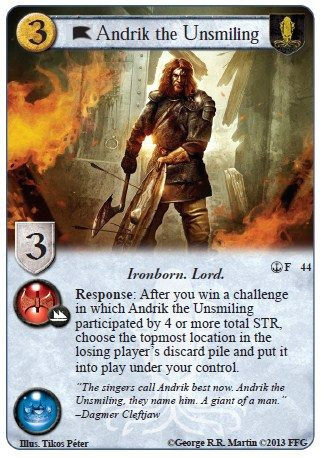 3 Andrik the Unsmiling
3
Ironborn. Lord.
F 44
Response: After you win a challenge
in which Andrik the Unsmiling
participated by 4 or more total STR,
choose the topmost location in the
losing player's discard pile and put it
into play under your control.
"The singers call Andrik best now. Andrik the
Unsmiling, they name him. A giant of a man."
–Dagmer Cleftjaw
Illus. Tikos Péter ©George R.R. Martin ©2013 FFG